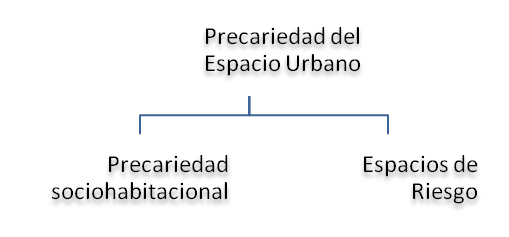 Precariedad del
Espacio Urbano
Precariedad
sociohabitacional
Espacios de
Riesgo